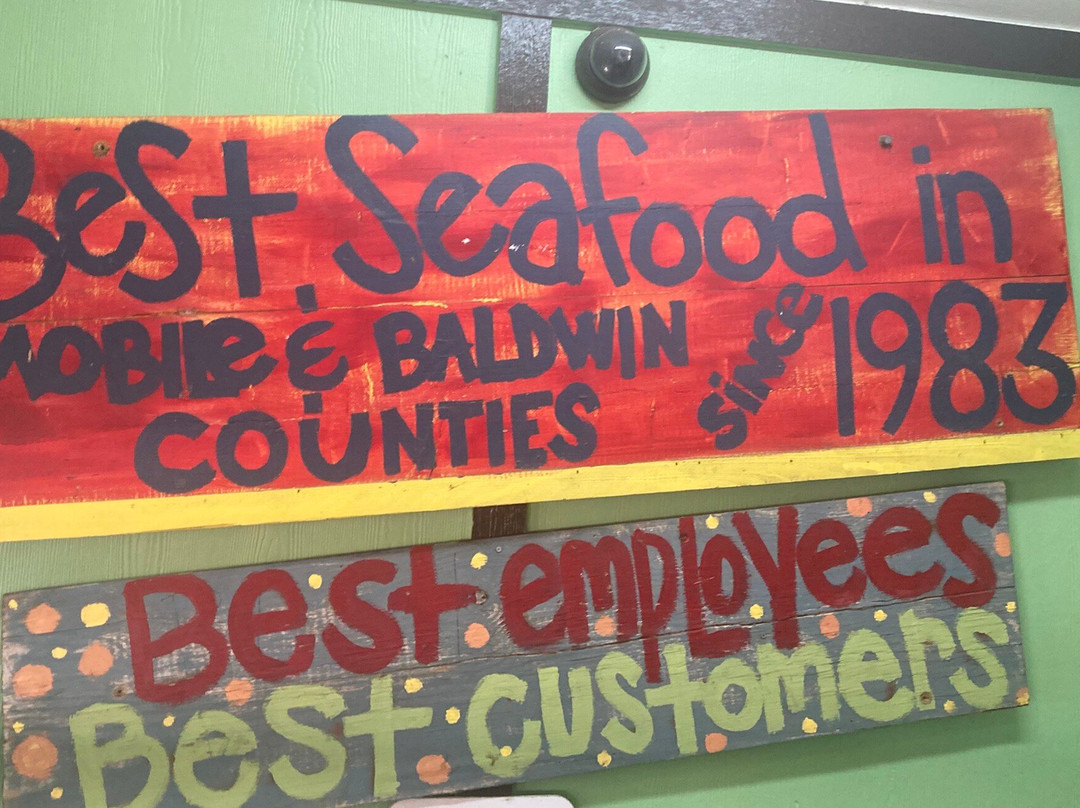 Best Seafood in
MOBIlE & BALDWIN
COUNTIES since 1983
Best employees
Best customers